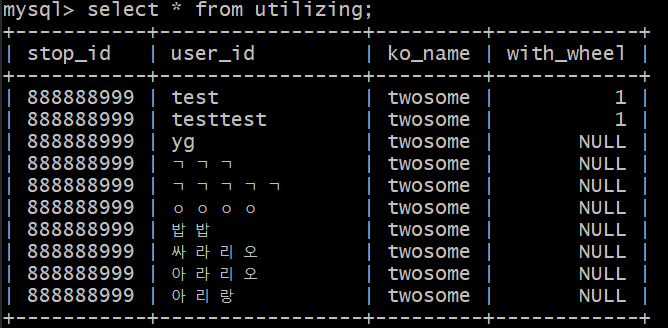 mysql> select * from utilizing;
+-----------+----------------+----------+------------+
| stop_id | user_id | ko_name | with_wheel |
+-----------+----------------+----------+------------+
| 888888999 | test | twosome | 1 |
| 888888999 | testtest | twosome | 1 |
| 888888999 | yg | twosome | NULL |
| 888888999 | ㄱㄱㄱ | twosome | NULL |
| 888888999 | ㄱㄱㄱㄱㄱ | twosome | NULL |
| 888888999 | ㅇㅇㅇㅇ | twosome | NULL |
| 888888999 | 밥밥 | twosome | NULL |
| 888888999 | 싸라리오 | twosome | NULL |
| 888888999 | 아라리오 | twosome | NULL |
| 888888999 | 아리랑 | twosome | NULL |
+-----------+----------------+----------+------------+